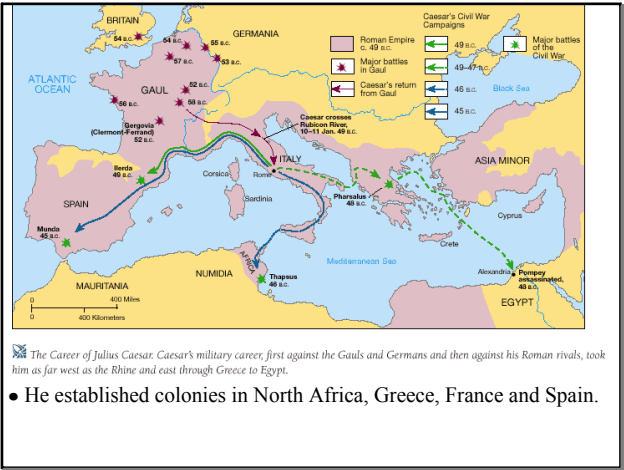 BRITAIN
54 B.C.
GERMANIA
54 B.C.
55 B.C.
53 B.C.
57 B.C.
ATLANTIC
OCEAN
GAUL
52 B.C.
56 B.C.
58 B.C.
Gergovia
(Clermont-Ferrand)
52 B.C.
Roman Empire
c. 49 B.C.
Major battles
in Gaul
Caesar's return
from Gaul
Caesar's Civil War
Campaigns
49 B.C.
49–47 B.C.
46 B.C.
45 B.C.
Major battles
of the
Civil War
Black Sea
Caesar crosses
Rubicon River,
10–11 Jan. 49 B.C.
Ilerda
49 B.C.
Corsica
ITALY
Rome
ASIA MINOR
SPAIN
Sardinia
Pharsalus
48 B.C.
Munda
45 B.C.
Cyprus
Crete
AFRICA
Mediterranean Sea
Alexandria
Pompey
assassinated,
48 B.C.
NUMIDIA
Thapsus
46 B.C.
MAURITANIA
EGYPT
0 400 Miles
0 400 Kilometers
The Career of Julius Caesar. Caesar's military career, first against the Gauls and Germans and then against his Roman rivals, took
him as far west as the Rhine and east through Greece to Egypt.
• He established colonies in North Africa, Greece, France and Spain.